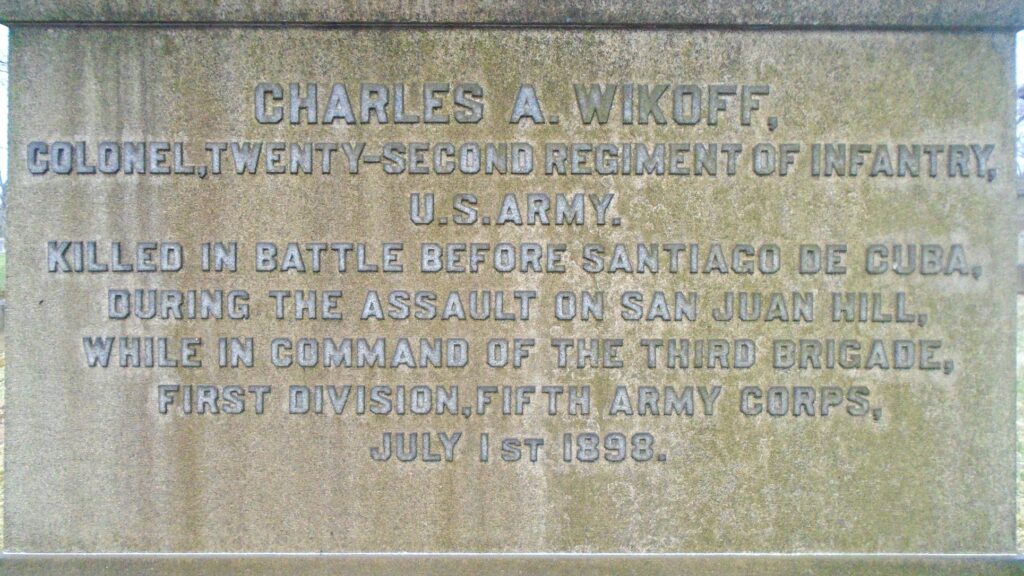 CHARLES A. WIKOFF,
COLONEL, TWENTY-SECOND REGIMENT OF INFANTRY,
U.S. ARMY.
KILLED IN BATTLE BEFORE SANTIAGO DE CUBA,
DURING THE ASSAULT ON SAN JUAN HILL,
WHILE IN COMMAND OF THE THIRD BRIGADE,
FIRST DIVISION, FIFTH ARMY CORPS,
JULY 1ST 1898.